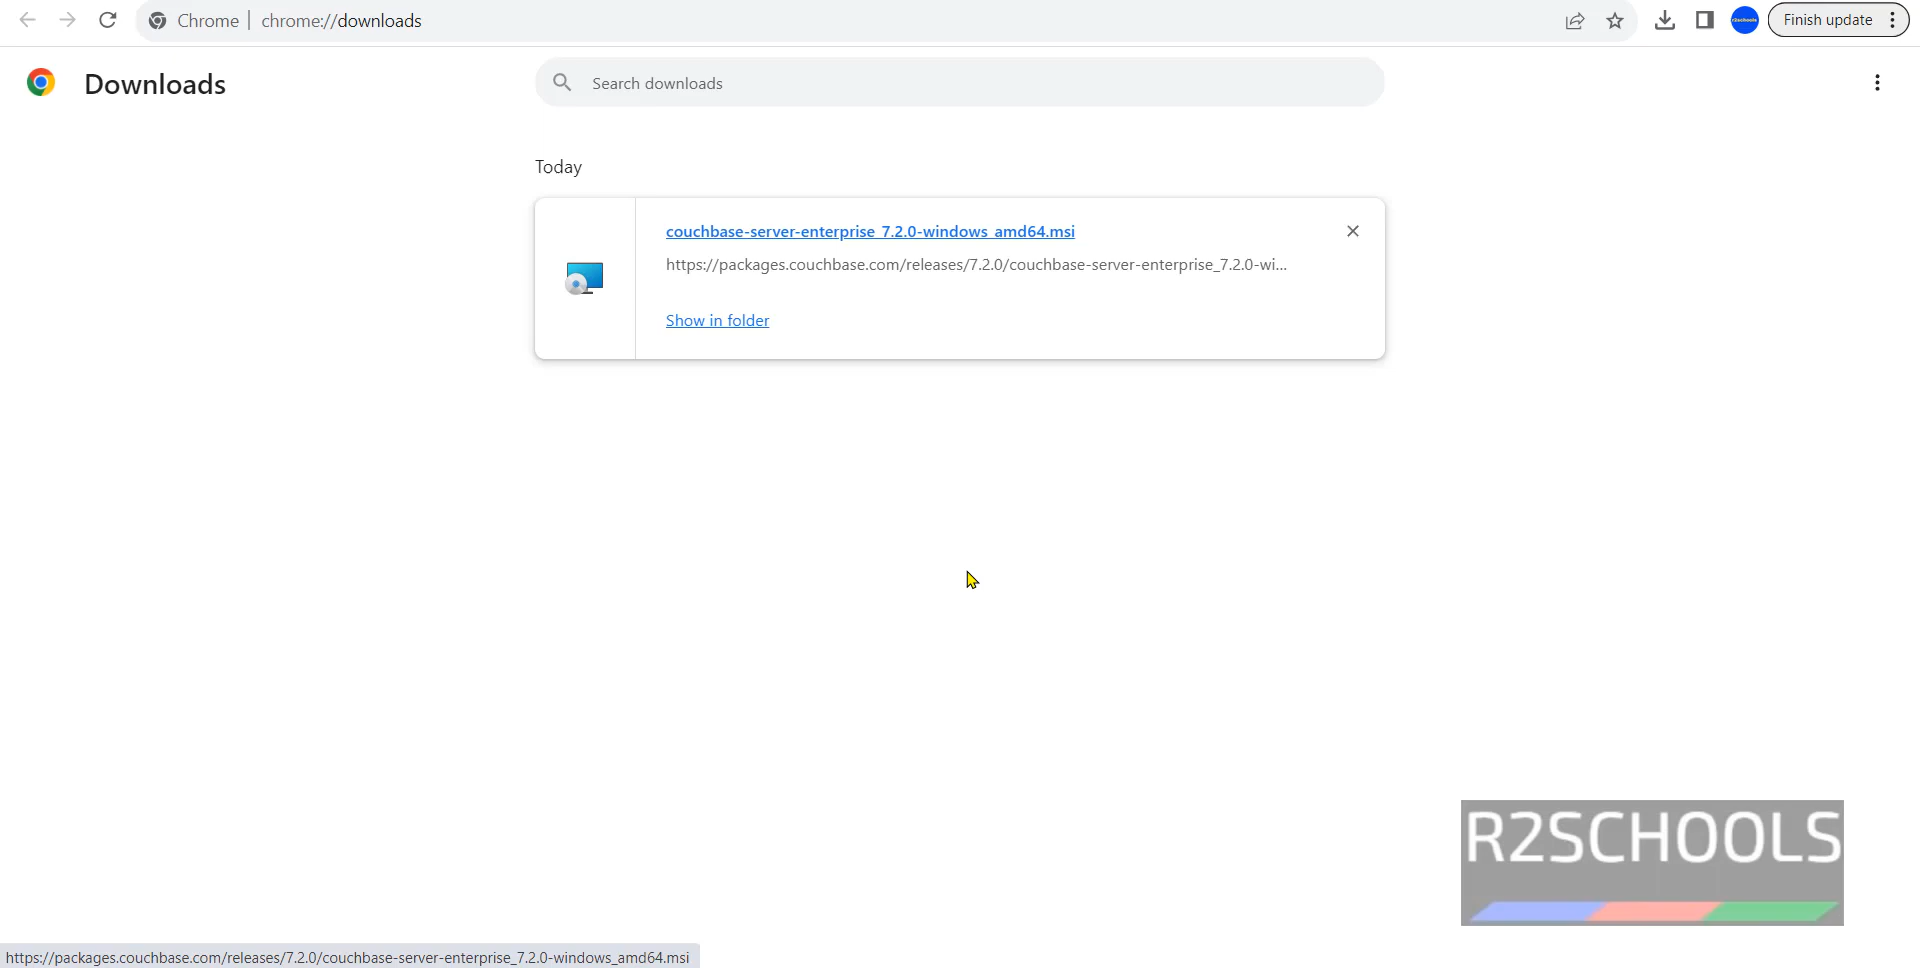 Chrome | chrome://downloads
r2schools
Finish update
Downloads
Search downloads
Today
couchbase-server-enterprise_7.2.0-windows_amd64.msi
https://packages.couchbase.com/releases/7.2.0/couchbase-server-enterprise_7.2.0-wi...
Show in folder
R2SCHOOLS
https://packages.couchbase.com/releases/7.2.0/couchbase-server-enterprise_7.2.0-windows_amd64.msi